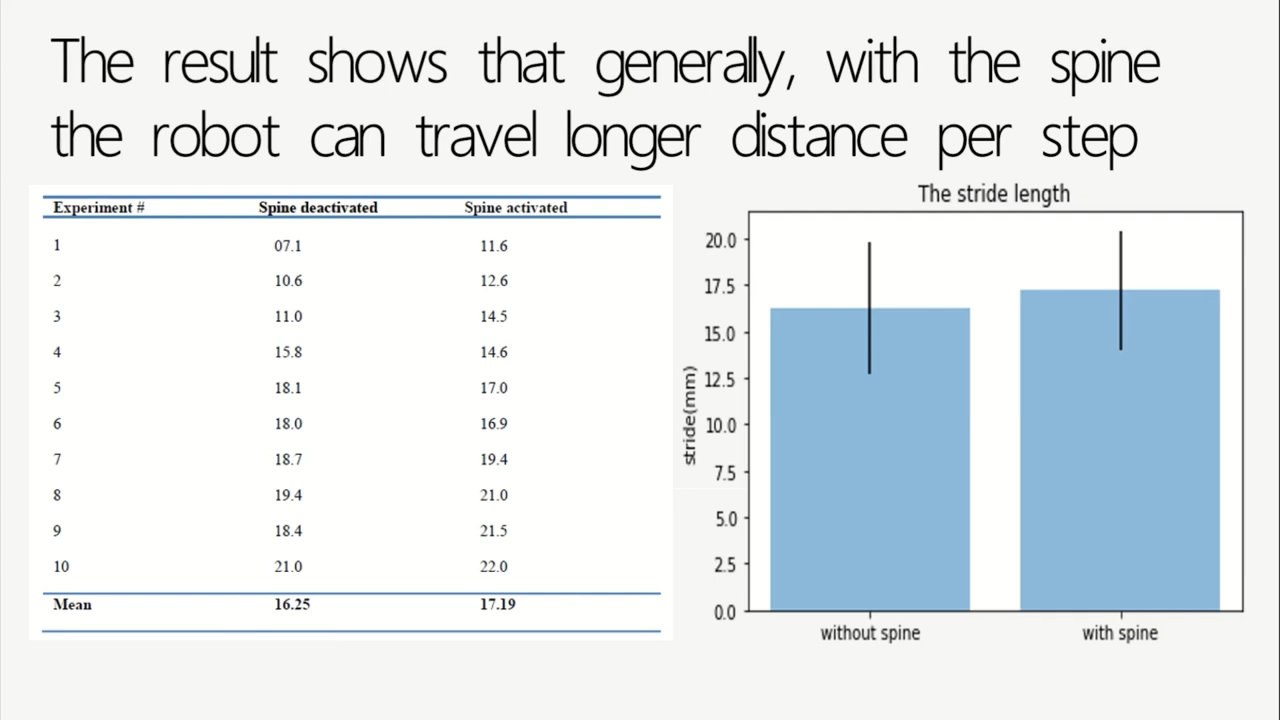 The result shows that generally, with the spine
the robot can travel longer distance per step
Experiment # Spine deactivated Spine activated
1 07.1 11.6
2 10.6 12.6
3 11.0 14.5
4 15.8 14.6
5 18.1 17.0
6 18.0 16.9
7 18.7 19.4
8 19.4 21.0
9 18.4 21.5
10 21.0 22.0
Mean 16.25 17.19
The stride length
stride(mm)
20.0
17.5
15.0
12.5
10.0
7.5
5.0
2.5
0.0
without spine with spine